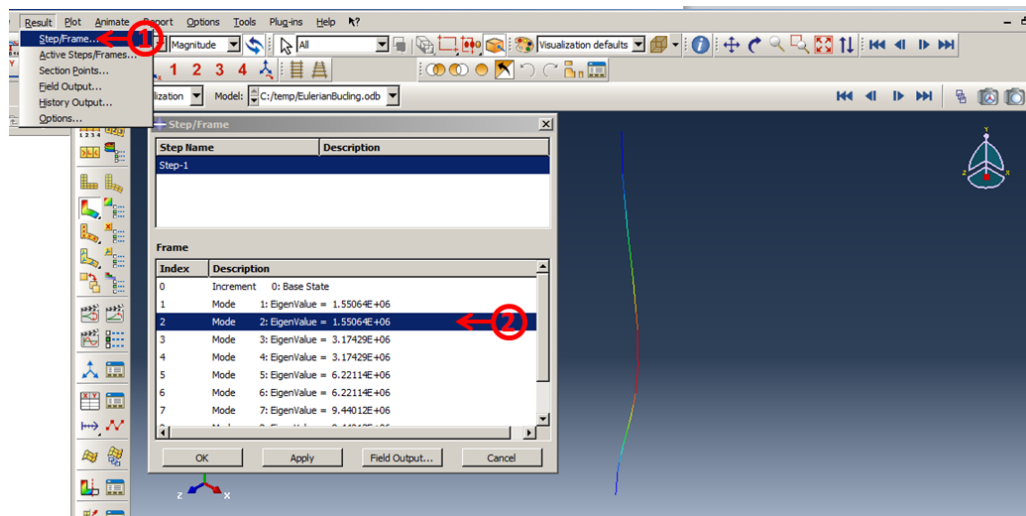 Result Plot Animate Report Options Tools Plug-ins Help
Step/Frame...
1
Magnitude
All
Visualization defaults
Active Steps/Frames...
Section Points...
1 2 3 4
Field Output...
History Output...
Model: C:/temp/EulerianBucling.odb
Options...
Step/Frame
Step Name Description
Step-1
Frame
Index Description
0 Increment 0: Base State
1 Mode 1: EigenValue = 1.55064E+06
2 Mode 2: EigenValue = 1.55064E+06
2
3 Mode 3: EigenValue = 3.17429E+06
4 Mode 4: EigenValue = 3.17429E+06
5 Mode 5: EigenValue = 6.22114E+06
6 Mode 6: EigenValue = 6.22114E+06
7 Mode 7: EigenValue = 9.44012E+06
OK Apply Field Output... Cancel
Y
Z X
Z X